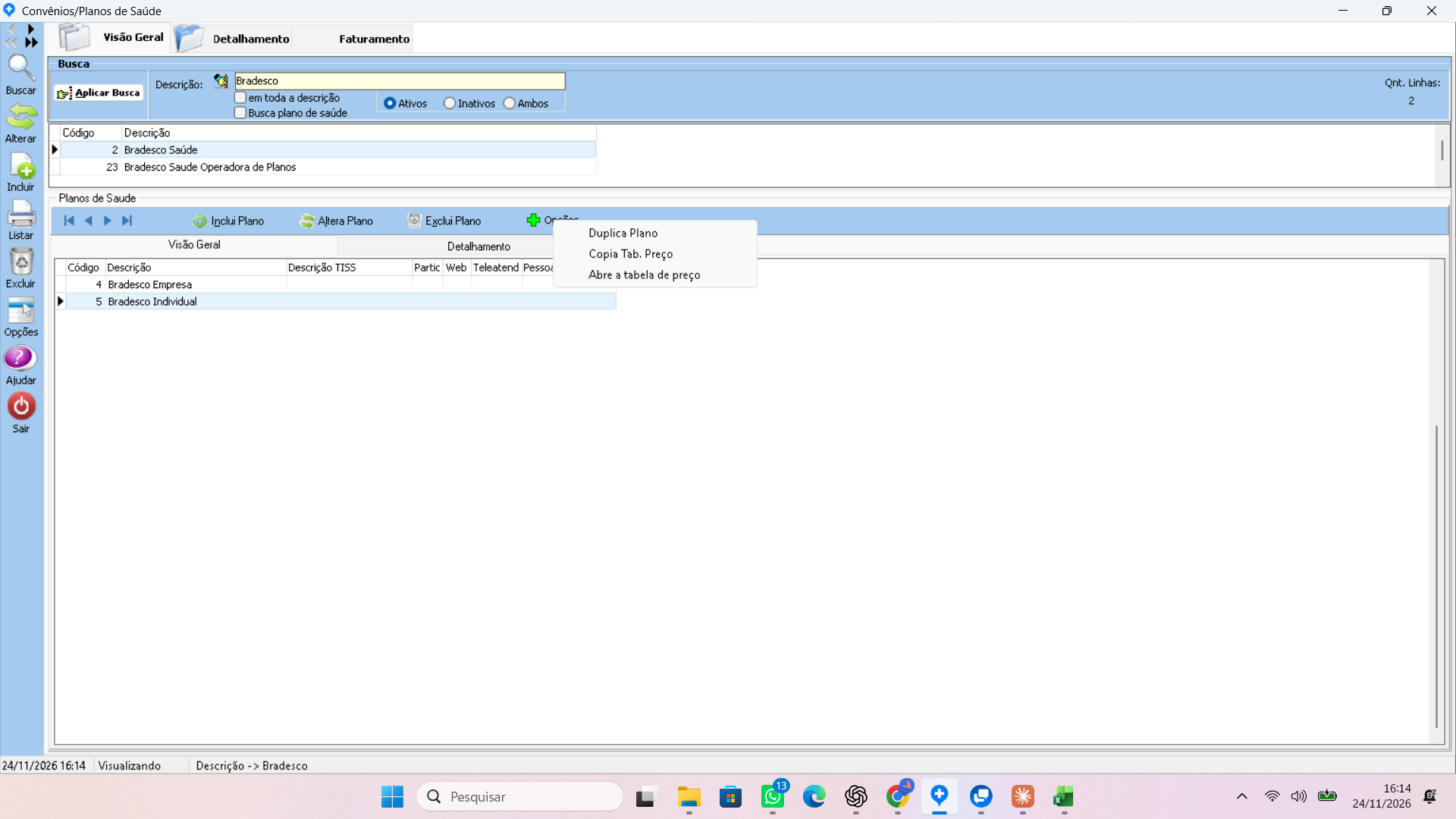 Convênios/Planos de Saúde
Visão Geral
Detalhamento
Faturamento
Busca
Buscar
Aplicar Busca
Descrição:
Bradesco
em toda a descrição
Busca plano de saúde
Ativos
Inativos
Ambos
Qnt. Linhas:
2
Alterar
Código Descrição
2 Bradesco Saúde
23 Bradesco Saude Operadora de Planos
Incluir
Planos de Saude
Inclui Plano
Altera Plano
Exclui Plano
Opções
Listar
Duplica Plano
Copia Tab. Preço
Abre a tabela de preço
Visão Geral
Detalhamento
Código Descrição Descrição TISS Partic Web Teleatend Pessoa
4 Bradesco Empresa
5 Bradesco Individual
Excluir
Opções
?
Ajudar
Sair
24/11/2026 16:14 Visualizando Descrição -> Bradesco
Pesquisar
13
16:14
24/11/2026